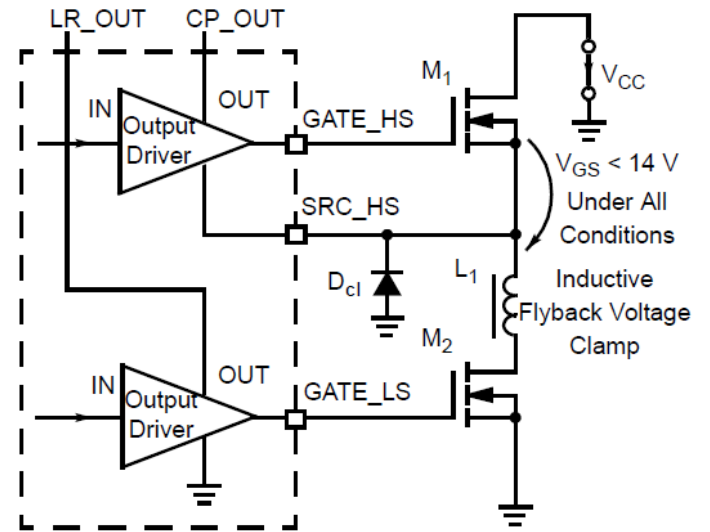 LR_OUT
CP_OUT
M1
VCC
IN
OUT
Output
Driver
GATE_HS
VGS < 14 V
Under All
Conditions
SRC_HS
Dcl
L1
Inductive
Flyback Voltage
Clamp
M2
IN
OUT
Output
Driver
GATE_LS